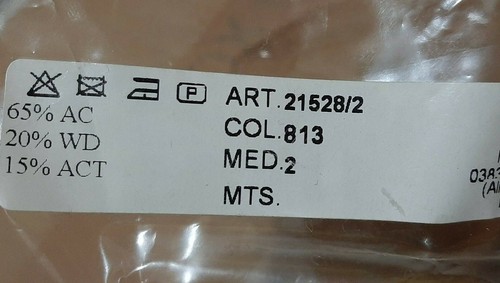 P
65% AC
20% WD
15% ACT
ART.21528/2
COL.813
MED.2
MTS.